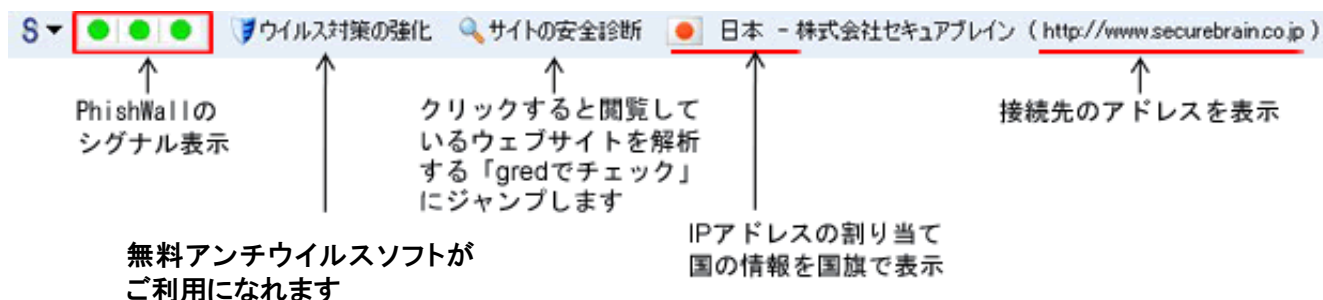 S ウイルス対策の強化 サイトの安全診断 日本 - 株式会社セキュアブレイン ( http://www.securebrain.co.jp )
PhishWallの
シグナル表示
クリックすると閲覧して
いるウェブサイトを解析
する「gredでチェック」
にジャンプします
接続先のアドレスを表示
無料アンチウイルスソフトが
ご利用になれます
IPアドレスの割り当て
国の情報を国旗で表示